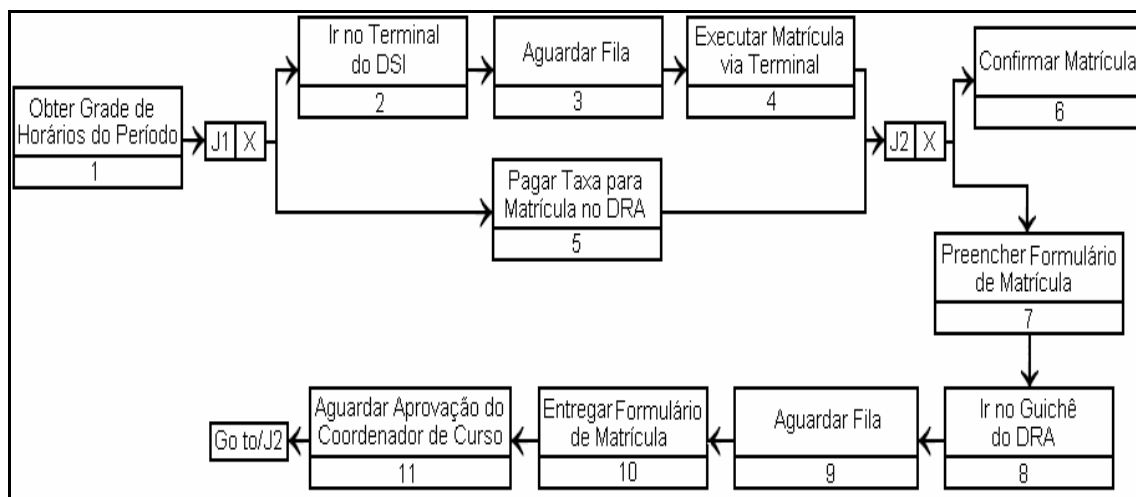 Obter Grade de
Horários do Período
1
J1 X
Ir no Terminal
do DSI
2
Aguardar Fila
3
Executar Matrícula
via Terminal
4
Pagar Taxa para
Matrícula no DRA
5
J2 X
Confirmar Matrícula
6
Preencher Formulário
de Matrícula
7
Ir no Guichê
do DRA
8
Aguardar Fila
9
Entregar Formulário
de Matrícula
10
Aguardar Aprovação do
Coordenador de Curso
11
Go to/J2